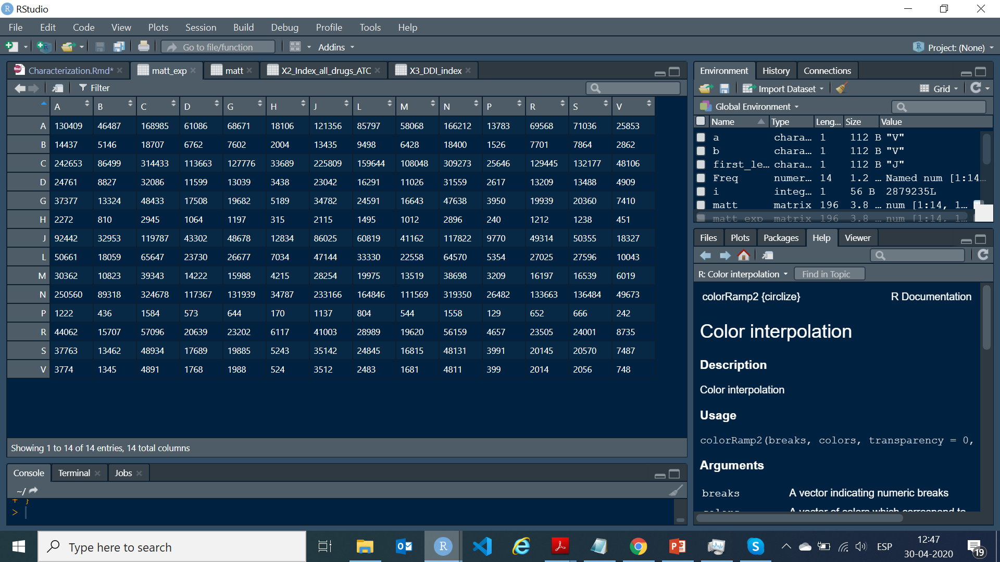 RStudio
File Edit Code View Plots Session Build Debug Profile Tools Help
Go to file/function Addins Project: (None)
Characterization.Rmd* matt_exp matt X2_Index_all_drugs_ATC X3_DDI_index
Filter
A B C D G H J L M N P R S V
A 130409 46487 168985 61086 68671 18106 121356 85797 58068 166212 13783 69568 71036 25853
B 14437 5146 18707 6762 7602 2004 13435 9498 6428 18400 1526 7701 7864 2862
C 242653 86499 314433 113663 127776 33689 225809 159644 108048 309273 25646 129445 132177 48106
D 24761 8827 32086 11599 13039 3438 23042 16291 11026 31559 2617 13209 13488 4909
G 37377 13324 48433 17508 19682 5189 34782 24591 16643 47638 3950 19939 20360 7410
H 2272 810 2945 1064 1197 315 2115 1495 1012 2896 240 1212 1238 451
J 92442 32953 119787 43302 48678 12834 86025 60819 41162 117822 9770 49314 50355 18327
L 50661 18059 65647 23730 26677 7034 47144 33330 22558 64570 5354 27025 27596 10043
M 30362 10823 39343 14222 15988 4215 28254 19975 13519 38698 3209 16197 16539 6019
N 250560 89318 324678 117367 131939 34787 233166 164846 111569 319350 26482 133663 136484 49673
P 1222 436 1584 573 644 170 1137 804 544 1558 129 652 666 242
R 44062 15707 57096 20639 23202 6117 41003 28989 19620 56159 4657 23505 24001 8735
S 37763 13462 48934 17689 19885 5243 35142 24845 16815 48131 3991 20145 20570 7487
V 3774 1345 4891 1768 1988 524 3512 2483 1681 4811 399 2014 2056 748
Showing 1 to 14 of 14 entries, 14 total columns
Console Terminal Jobs
~/
+ }
>
Environment History Connections
Import Dataset Grid
Global Environment
Name Type Leng... Size Value
a chara... 1 112 B "V"
b chara... 1 112 B "V"
first_le... chara... 1 112 B "J"
Freq numer... 14 1.2 ... Named num [1:14...
i integ... 1 56 B 2879235L
matt matrix 196 3.8 ... num [1:14, 1...
matt_exp matrix 196 3.8 ... num [1:14, 1...
Files Plots Packages Help Viewer
R: Color interpolation Find in Topic
colorRamp2 {circlize} R Documentation
Color interpolation
Description
Color interpolation
Usage
colorRamp2(breaks, colors, transparency = 0,
Arguments
breaks A vector indicating numeric breaks
colors A vector of colors which correspond to
Type here to search
ESP
12:47
30-04-2020
19